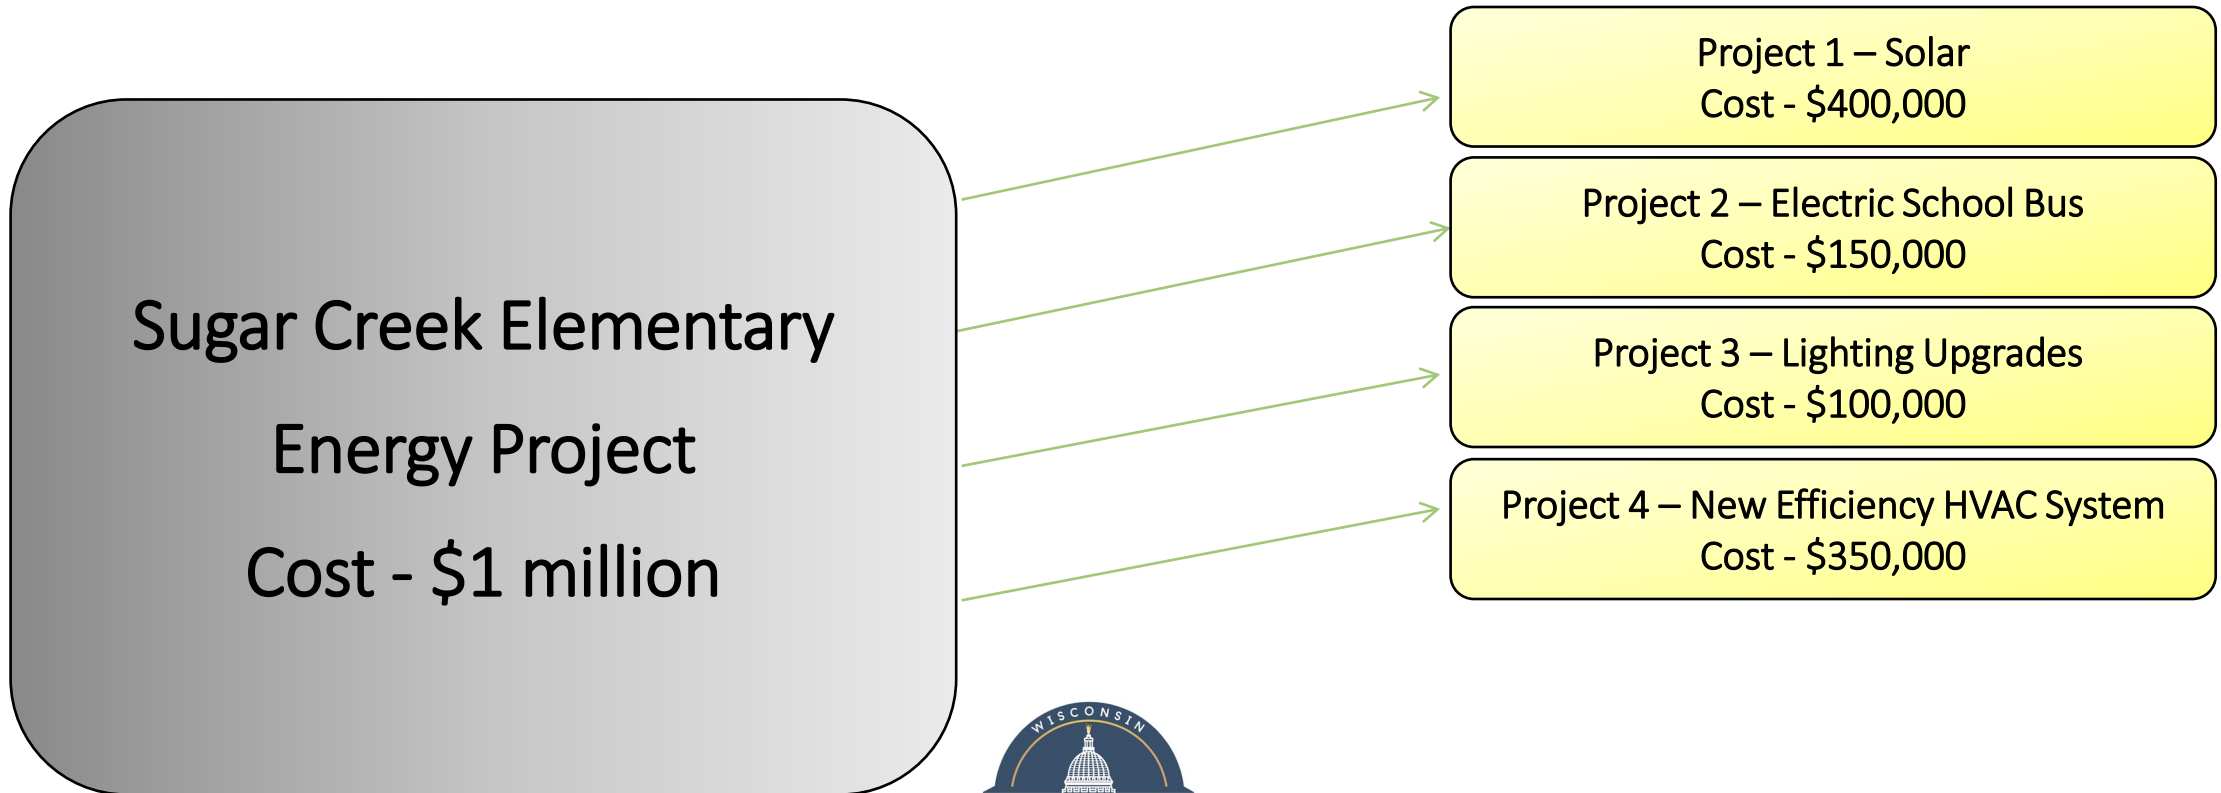 Sugar Creek Elementary
Energy Project
Cost - $1 million
Project 1 – Solar
Cost - $400,000
Project 2 – Electric School Bus
Cost - $150,000
Project 3 – Lighting Upgrades
Cost - $100,000
Project 4 – New Efficiency HVAC System
Cost - $350,000
WISCONSIN